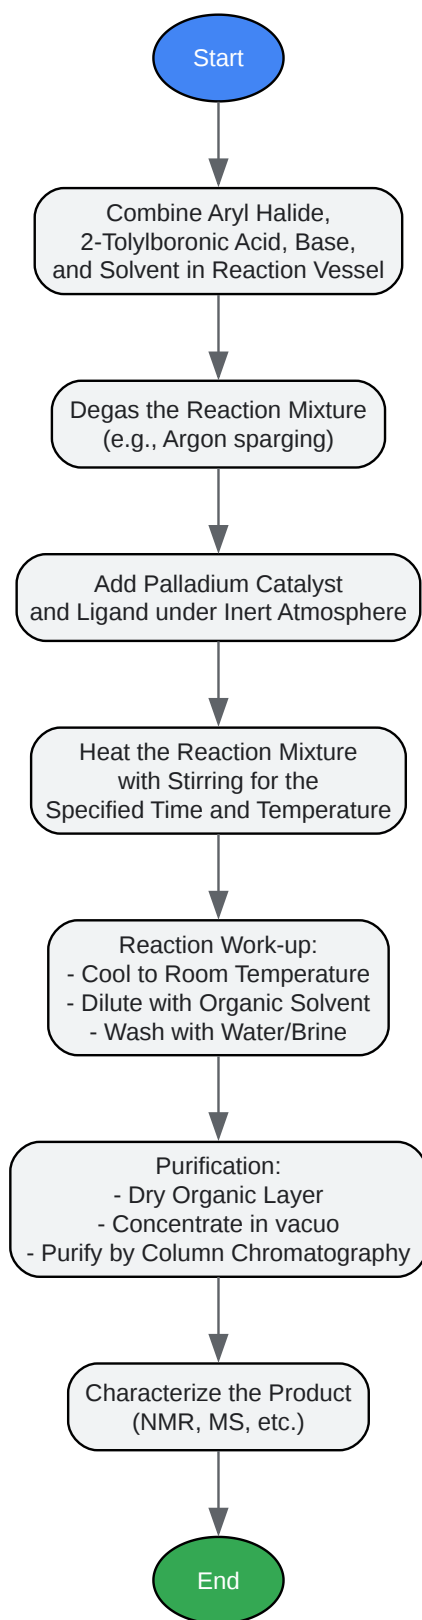 Start
Combine Aryl Halide,
2-Tolylboronic Acid, Base,
and Solvent in Reaction Vessel
Degas the Reaction Mixture
(e.g., Argon sparging)
Add Palladium Catalyst
and Ligand under Inert Atmosphere
Heat the Reaction Mixture
with Stirring for the
Specified Time and Temperature
Reaction Work-up:
- Cool to Room Temperature
- Dilute with Organic Solvent
- Wash with Water/Brine
Purification:
- Dry Organic Layer
- Concentrate in vacuo
- Purify by Column Chromatography
Characterize the Product
(NMR, MS, etc.)
End